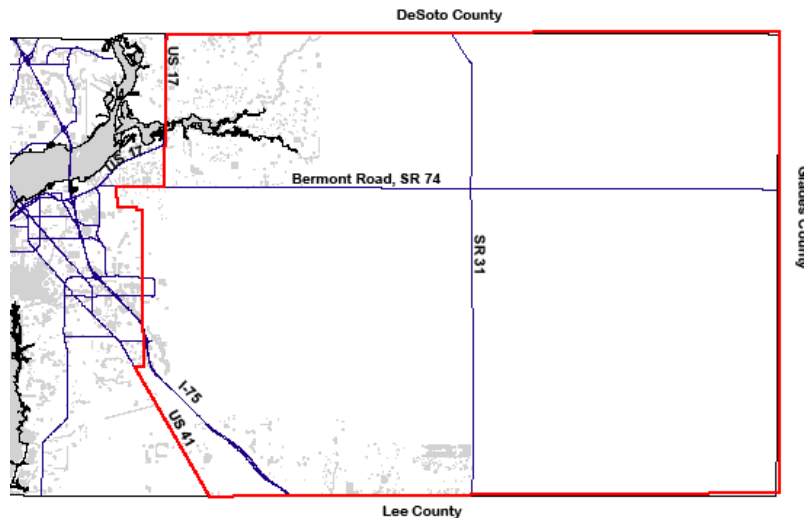 DeSoto County
US 17
US 17
Bermont Road, SR 74
Glades County
SR 31
I-75
US 41
Lee County